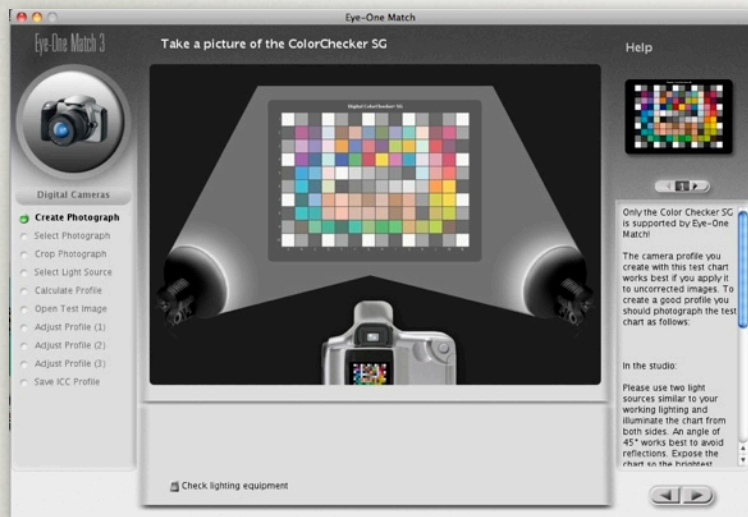 Eye-One Match
Eye-One Match 3
Take a picture of the ColorChecker SG
Help
Digital ColorChecker SG
Digital Cameras
Create Photograph
Select Photograph
Crop Photograph
Select Light Source
Calculate Profile
Open Test Image
Adjust Profile (1)
Adjust Profile (2)
Adjust Profile (3)
Save ICC Profile
Check lighting equipment
1
Only the Color Checker SG
is supported by Eye-One
Match!
The camera profile you
create with this test chart
works best if you apply it
to uncorrected images. To
create a good profile you
should photograph the test
chart as follows:
In the studio:
Please use two light
sources similar to your
working lighting and
illuminate the chart from
both sides. An angle of
45° works best to avoid
reflections. Expose the
chart so the brightest